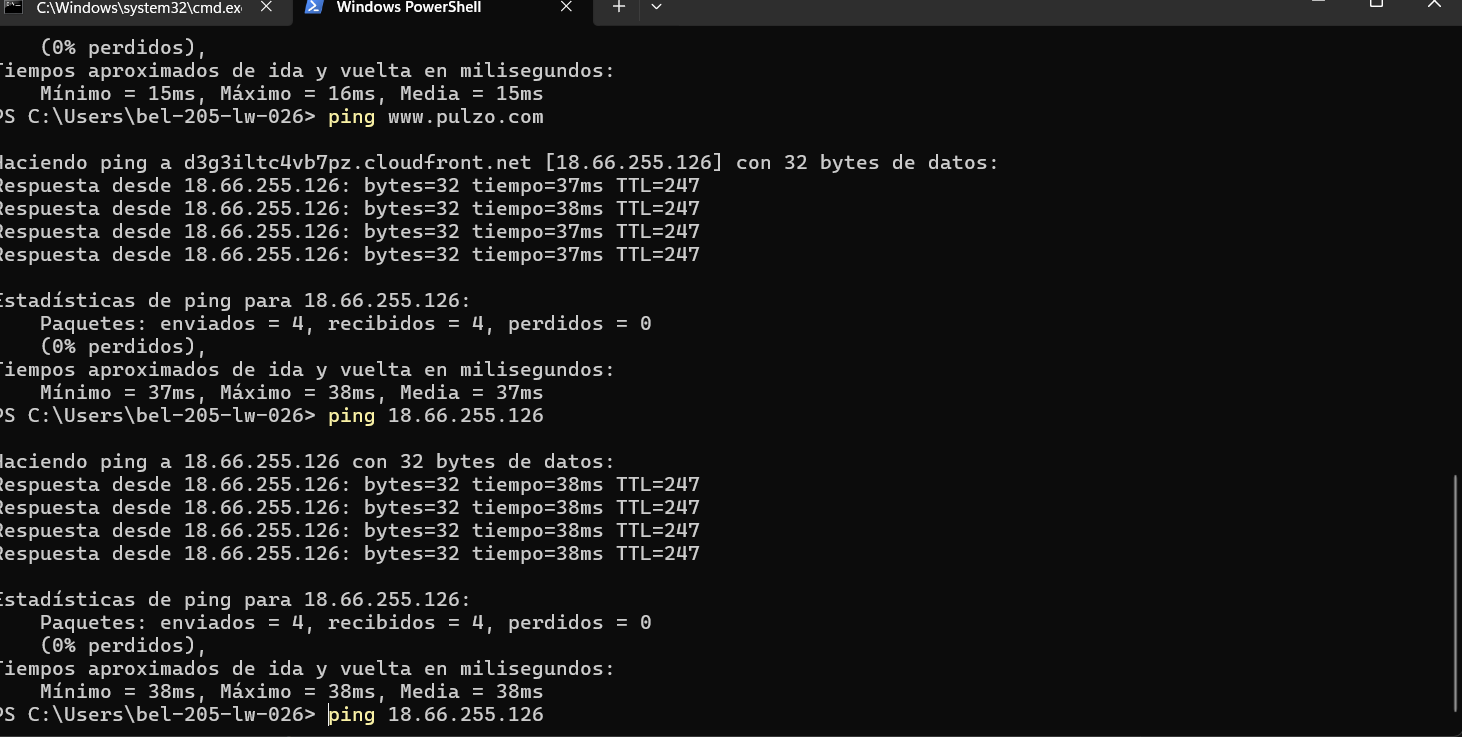 C:\Windows\system32\cmd.ex
Windows PowerShell
(0% perdidos),
Tiempos aproximados de ida y vuelta en milisegundos:
Mínimo = 15ms, Máximo = 16ms, Media = 15ms
PS C:\Users\bel-205-lw-026> ping www.pulzo.com
Haciendo ping a d3g3iltc4vb7pz.cloudfront.net [18.66.255.126] con 32 bytes de datos:
Respuesta desde 18.66.255.126: bytes=32 tiempo=37ms TTL=247
Respuesta desde 18.66.255.126: bytes=32 tiempo=38ms TTL=247
Respuesta desde 18.66.255.126: bytes=32 tiempo=37ms TTL=247
Respuesta desde 18.66.255.126: bytes=32 tiempo=37ms TTL=247
Estadísticas de ping para 18.66.255.126:
Paquetes: enviados = 4, recibidos = 4, perdidos = 0
(0% perdidos),
Tiempos aproximados de ida y vuelta en milisegundos:
Mínimo = 37ms, Máximo = 38ms, Media = 37ms
PS C:\Users\bel-205-lw-026> ping 18.66.255.126
Haciendo ping a 18.66.255.126 con 32 bytes de datos:
Respuesta desde 18.66.255.126: bytes=32 tiempo=38ms TTL=247
Respuesta desde 18.66.255.126: bytes=32 tiempo=38ms TTL=247
Respuesta desde 18.66.255.126: bytes=32 tiempo=38ms TTL=247
Respuesta desde 18.66.255.126: bytes=32 tiempo=38ms TTL=247
Estadísticas de ping para 18.66.255.126:
Paquetes: enviados = 4, recibidos = 4, perdidos = 0
(0% perdidos),
Tiempos aproximados de ida y vuelta en milisegundos:
Mínimo = 38ms, Máximo = 38ms, Media = 38ms
PS C:\Users\bel-205-lw-026> ping 18.66.255.126